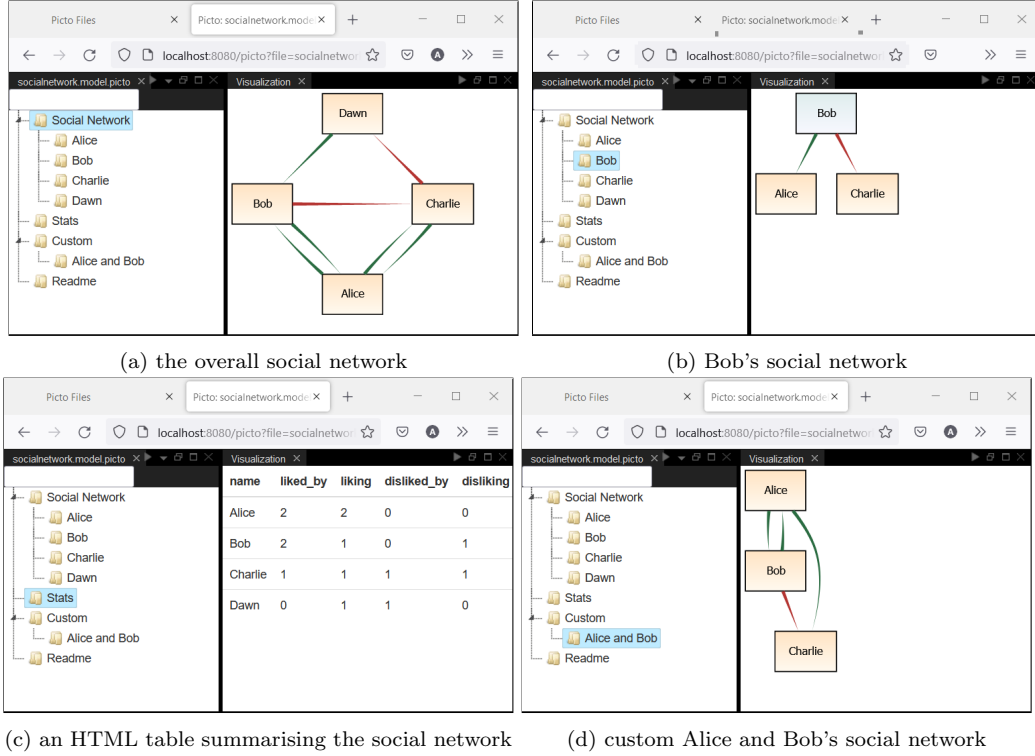 Picto Files
Picto: socialnetwork.mode
localhost:8080/picto?file=socialnetwor
A
socialnetwork.model.picto
Visualization
Social Network
Alice
Bob
Charlie
Dawn
Stats
Custom
Alice and Bob
Readme
Dawn
Bob
Charlie
Alice
(a) the overall social network
Picto Files
Picto: socialnetwork.mode
localhost:8080/picto?file=socialnetwor
socialnetwork.model.picto
Visualization
Social Network
Alice
Bob
Charlie
Dawn
Stats
Custom
Alice and Bob
Readme
Bob
Alice
Charlie
(b) Bob's social network
Picto Files
Picto: socialnetwork.mode
localhost:8080/picto?file=socialnetwor
A
socialnetwork.model.picto
Visualization
Social Network
Alice
Bob
Charlie
Dawn
Stats
Custom
Alice and Bob
Readme
name liked_by liking disliked_by disliking
Alice 2 2 0 0
Bob 2 1 0 1
Charlie 1 1 1 1
Dawn 0 1 1 0
(c) an HTML table summarising the social network
Picto Files
Picto: socialnetwork.mode
localhost:8080/picto?file=socialnetwor
A
socialnetwork.model.picto
Visualization
Social Network
Alice
Bob
Charlie
Dawn
Stats
Custom
Alice and Bob
Readme
Alice
Bob
Charlie
(d) custom Alice and Bob's social network